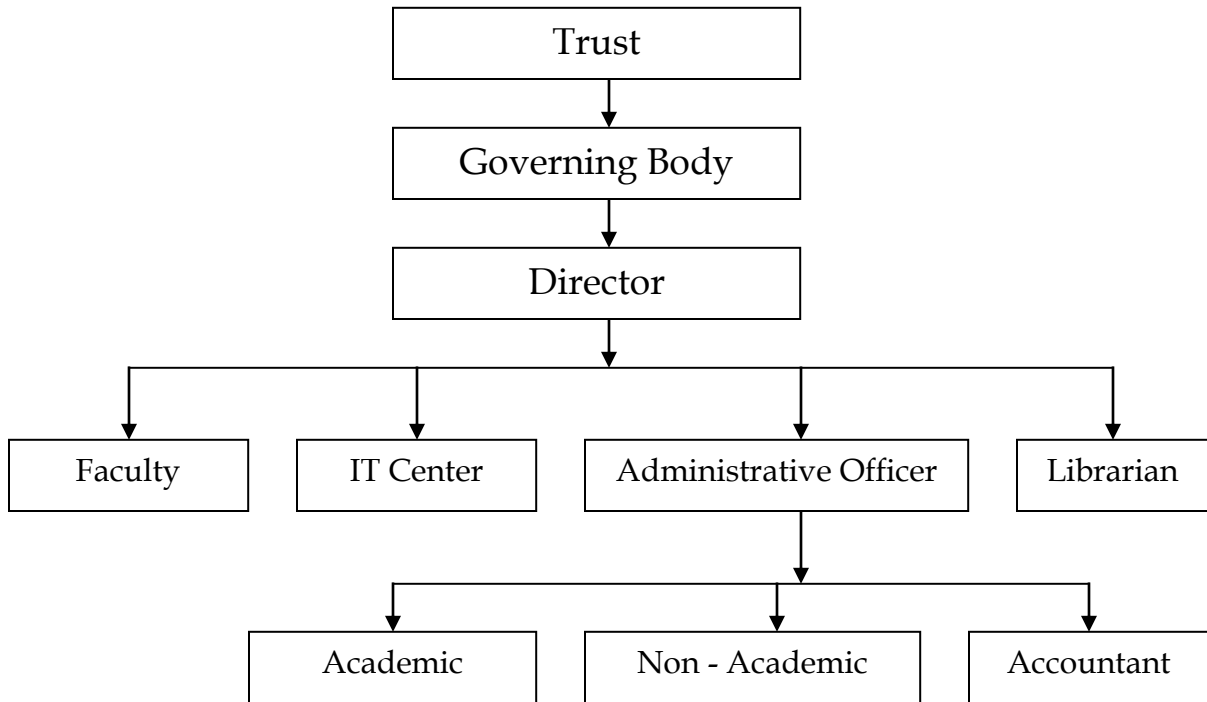 Trust
Governing Body
Director
Faculty
IT Center
Administrative Officer
Librarian
Academic
Non - Academic
Accountant